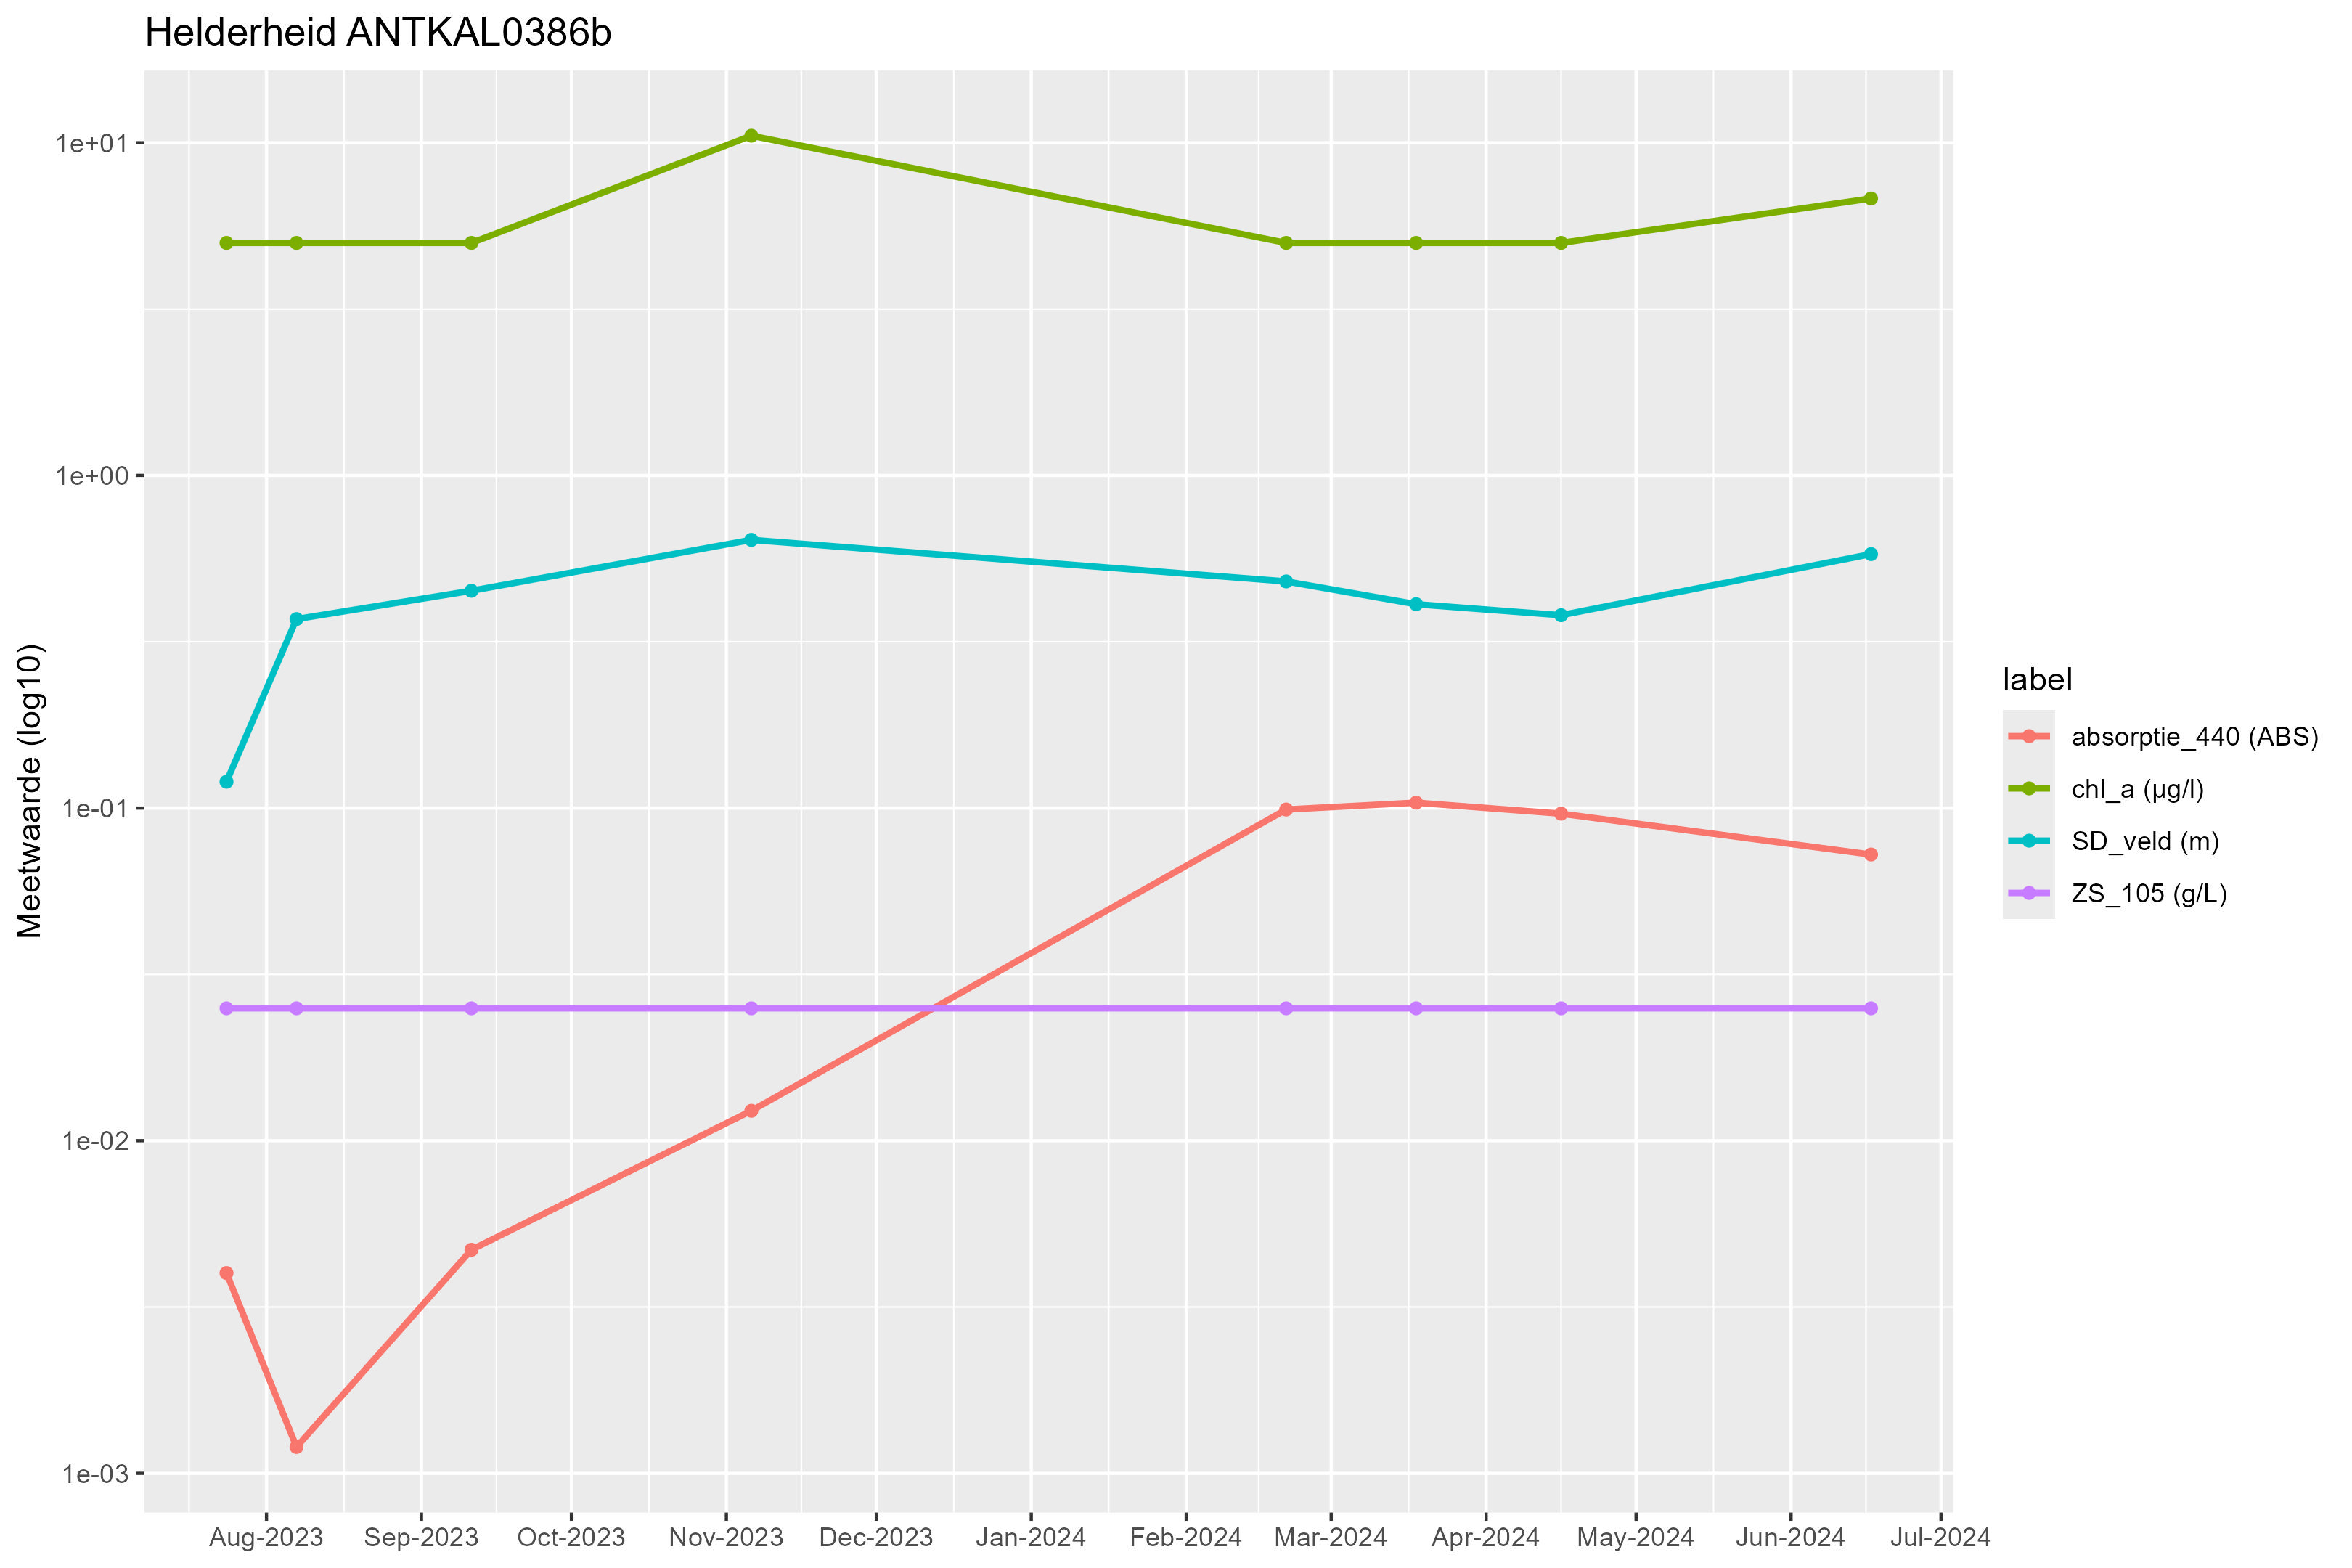 Helderheid ANTKAL0386b
Meetwaarde (log10)
1e+01
1e+00
1e-01
1e-02
1e-03
Aug-2023 Sep-2023 Oct-2023 Nov-2023 Dec-2023 Jan-2024 Feb-2024 Mar-2024 Apr-2024 May-2024 Jun-2024 Jul-2024
label
absorptie_440 (ABS)
chl_a (µg/l)
SD_veld (m)
ZS_105 (g/L)